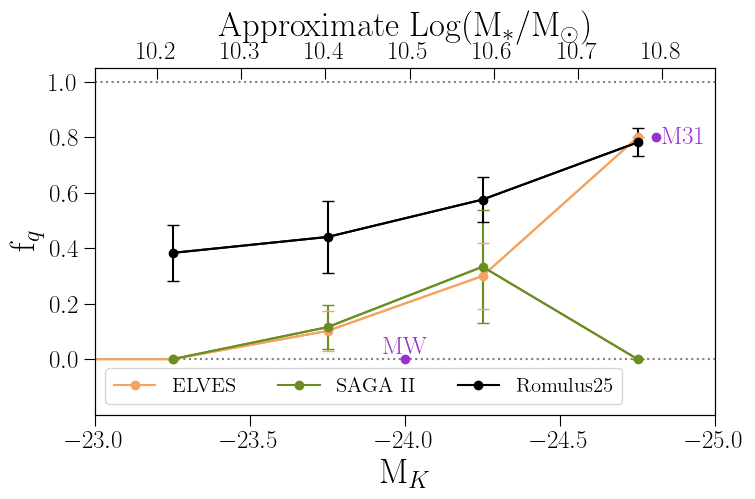 Approximate Log(M*/M☉)
10.2 10.3 10.4 10.5 10.6 10.7 10.8
1.0
0.8
M31
0.6
f_q
0.4
0.2
MW
0.0
ELVES SAGA II Romulus25
−23.0 −23.5 −24.0 −24.5 −25.0
M_K